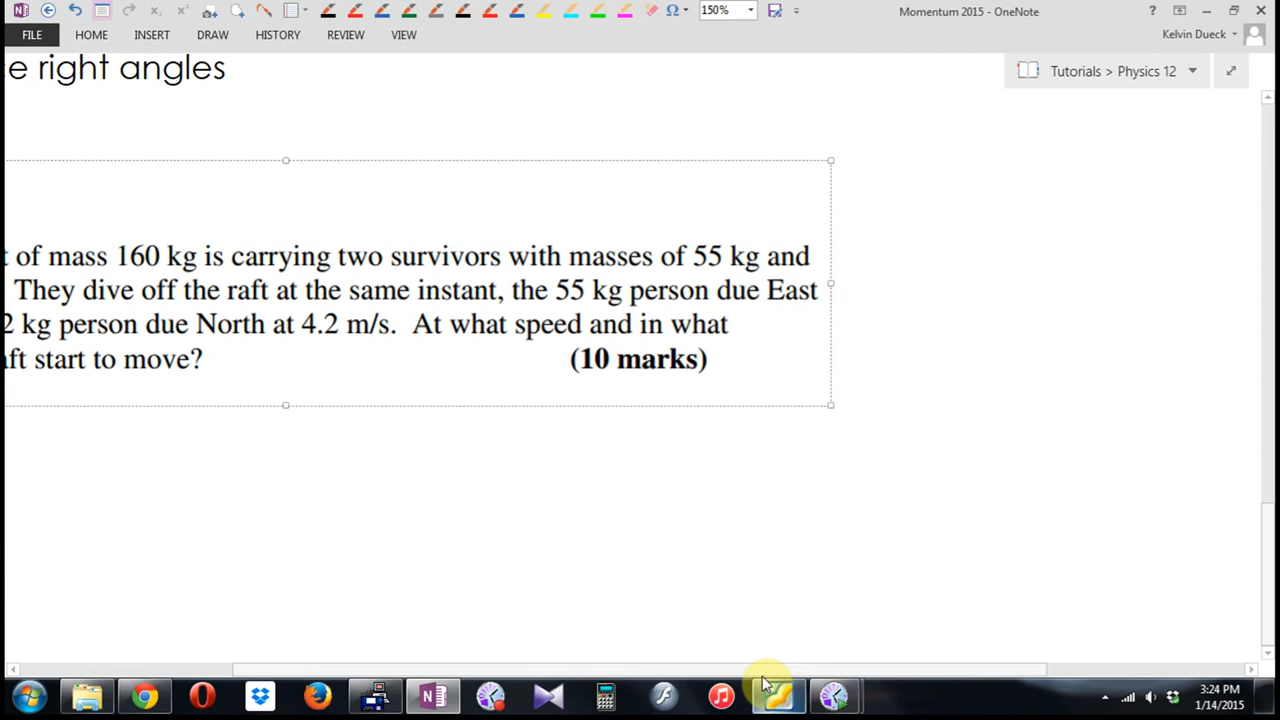 150%
Momentum 2015 - OneNote
FILE
HOME
INSERT
DRAW
HISTORY
REVIEW
VIEW
Kelvin Dueck
e right angles
Tutorials > Physics 12
t of mass 160 kg is carrying two survivors with masses of 55 kg and
They dive off the raft at the same instant, the 55 kg person due East
2 kg person due North at 4.2 m/s. At what speed and in what
ft start to move?
(10 marks)
3:24 PM
1/14/2015